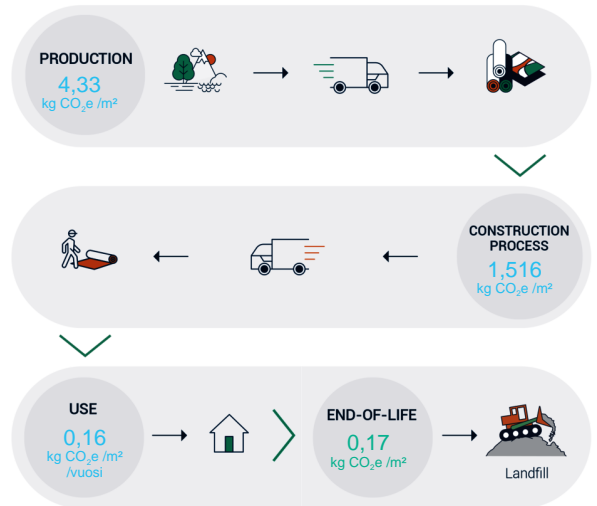 PRODUCTION
4,33
kg CO₂e /m²
CONSTRUCTION
PROCESS
1,516
kg CO₂e /m²
USE
0,16
kg CO₂e /m²
/vuosi
END-OF-LIFE
0,17
kg CO₂e /m²
Landfill